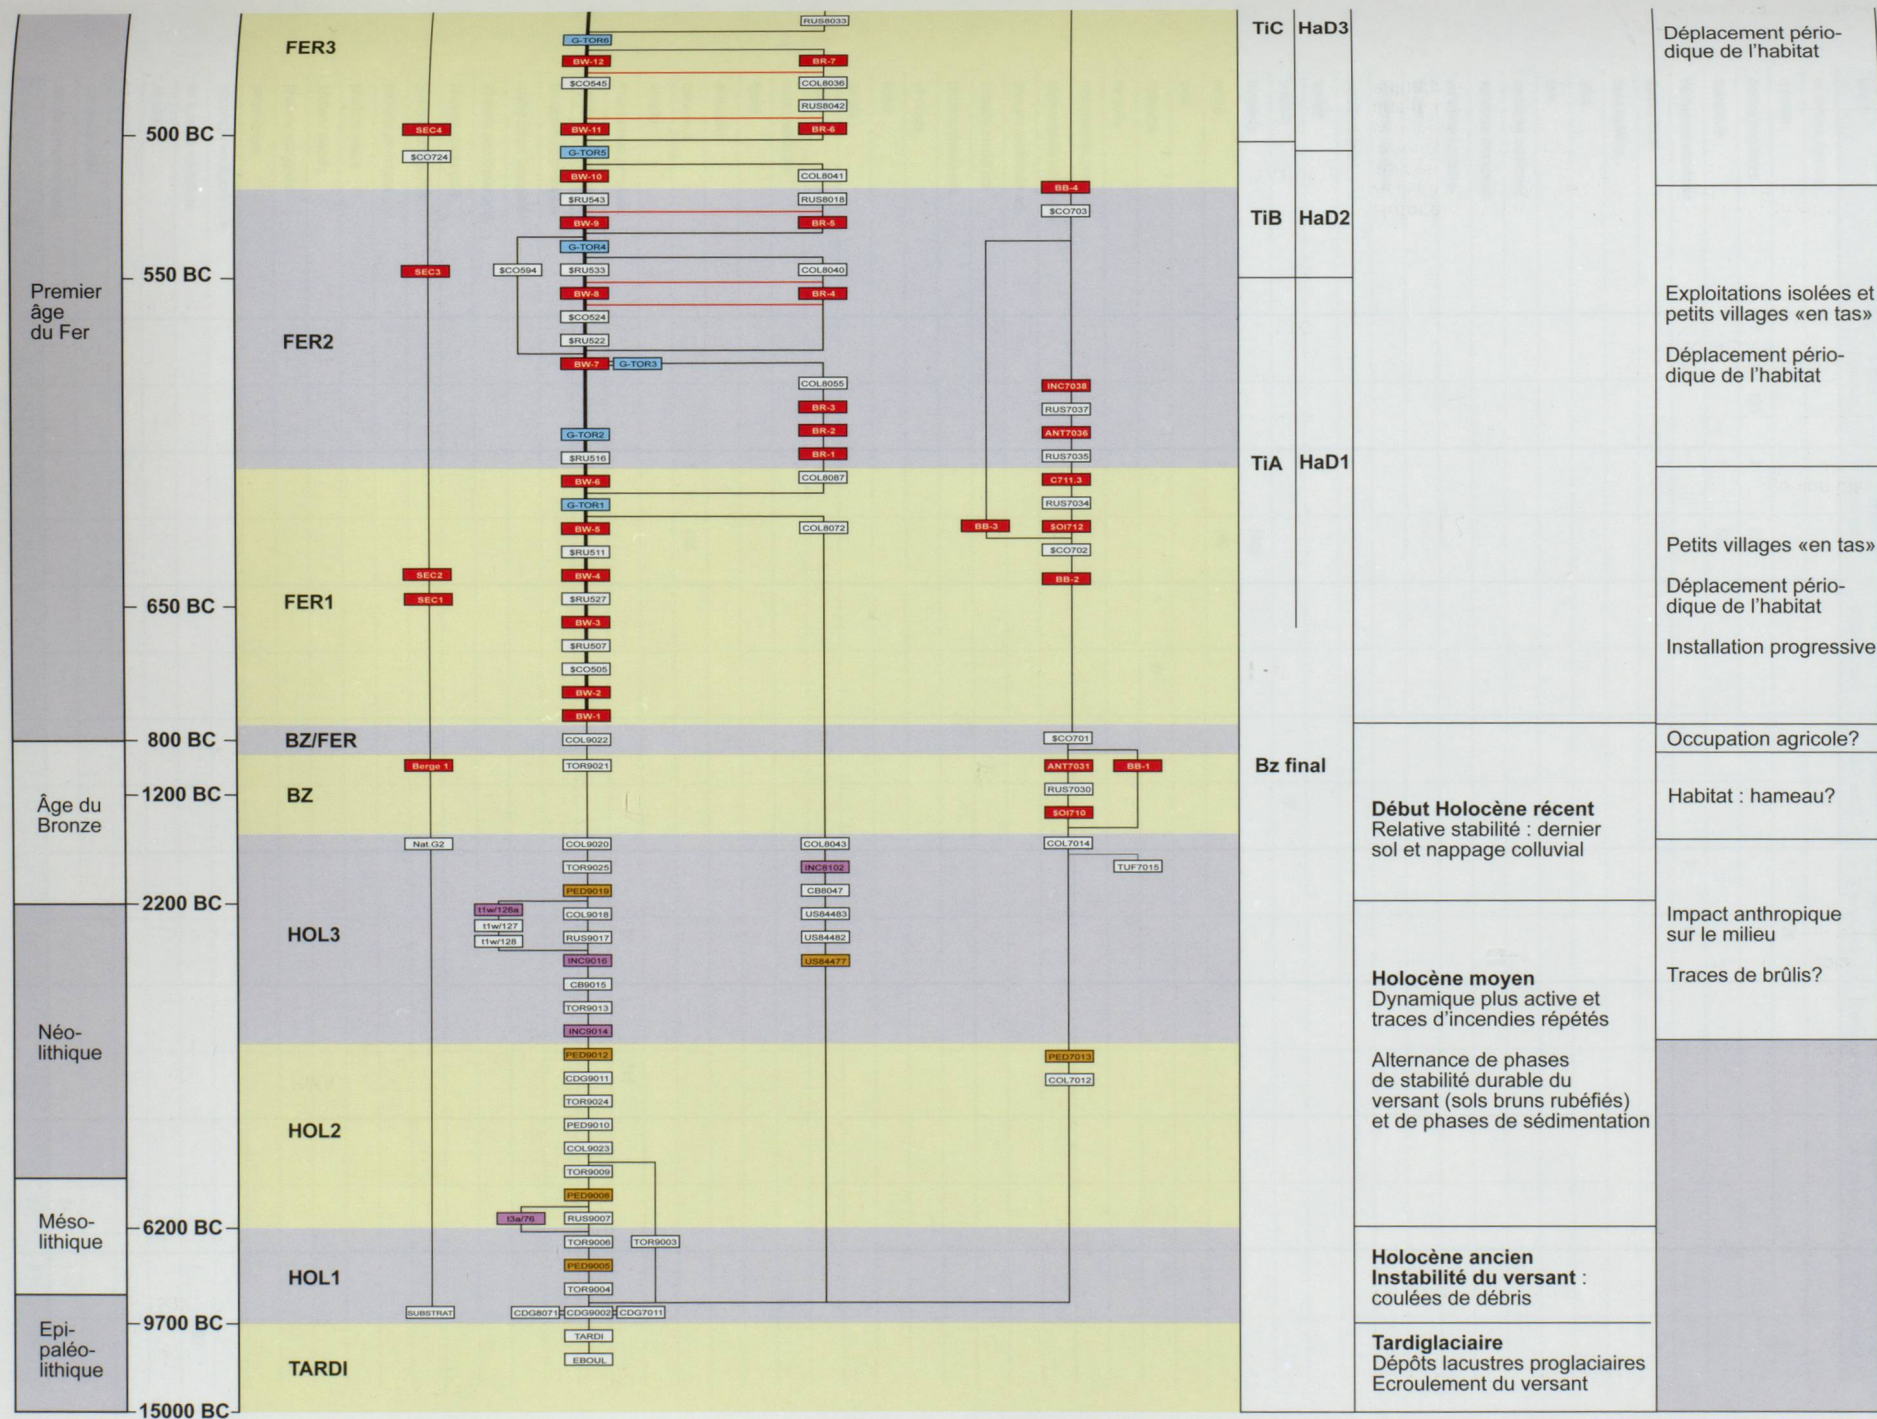 Premier
âge
du Fer
Âge du
Bronze
Néo-
lithique
Méso-
lithique
Epi-
paléo-
lithique
500 BC
550 BC
650 BC
800 BC
1200 BC
2200 BC
6200 BC
9700 BC
15000 BC
FER3
FER2
FER1
BZ/FER
BZ
HOL3
HOL2
HOL1
TARDI
SEC4
$CO724
SEC3
SEC2
SEC1
Berge 1
Nat.G2
SUBSTRAT
G-TOR6
BW-12
$CO545
BW-11
G-TOR5
BW-10
$RU543
BW-9
G-TOR4
$CO594
$RU533
BW-8
$CO524
$RU522
BW-7
G-TOR3
G-TOR2
$RU516
BW-6
G-TOR1
BW-5
$RU511
BW-4
$RU527
BW-3
$RU507
$CO505
BW-2
BW-1
COL9022
TOR9021
COL9020
TOR9025
PED9019
t1w/126a
COL9018
t1w/127
t1w/128
RUS9017
INC9016
CB9015
TOR9013
INC9014
PED9012
CDG9011
TOR9024
PED9010
COL9023
TOR9009
PED9008
t3a/76
RUS9007
TOR9006
TOR9003
PED9005
TOR9004
CDG8071
CDG9002
CDG7011
TARDI
EBOUL
RUS8033
BR-7
COL8036
RUS8042
BR-6
COL8041
RUS8018
BR-5
COL8040
BR-4
COL8055
BR-3
BR-2
BR-1
COL8087
COL8072
COL8043
INC8102
CB8047
US84483
US84482
US84477
BB-4
$CO703
INC7038
RUS7037
ANT7036
RUS7035
C711.3
RUS7034
BB-3
$OI712
$CO702
BB-2
$CO701
ANT7031
BB-1
RUS7030
$OI710
COL7014
TUF7015
PED7013
COL7012
TiC
HaD3
TiB
HaD2
TiA
HaD1
Bz final
Début Holocène récent
Relative stabilité : dernier
sol et nappage colluvial
Holocène moyen
Dynamique plus active et
traces d'incendies répétés
Alternance de phases
de stabilité durable du
versant (sols bruns rubéfiés)
et de phases de sédimentation
Holocène ancien
Instabilité du versant :
coulées de débris
Tardiglaciaire
Dépôts lacustres proglaciaires
Ecroulement du versant
Déplacement pério-
dique de l'habitat
Exploitations isolées et
petits villages «en tas»
Déplacement pério-
dique de l'habitat
Petits villages «en tas»
Déplacement pério-
dique de l'habitat
Installation progressive
Occupation agricole?
Habitat : hameau?
Impact anthropique
sur le milieu
Traces de brûlis?